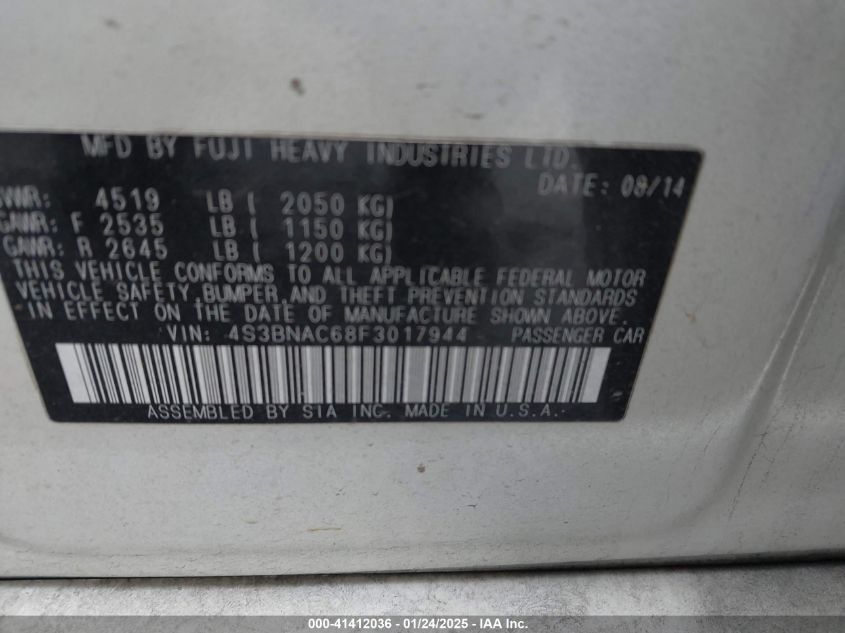 MFD BY FUJI HEAVY INDUSTRIES LTD.
DATE: 08/14
GVWR: 4519 LB ( 2050 KG)
GAWR: F 2535 LB ( 1150 KG)
GAWR: R 2645 LB ( 1200 KG)
THIS VEHICLE CONFORMS TO ALL APPLICABLE FEDERAL MOTOR
VEHICLE SAFETY,BUMPER,AND THEFT PREVENTION STANDARDS
IN EFFECT ON THE DATE OF MANUFACTURE SHOWN ABOVE.
VIN: 4S3BNAC68F3017944 PASSENGER CAR
ASSEMBLED BY SIA INC. MADE IN U.S.A.
000-41412036 - 01/24/2025 - IAA Inc.